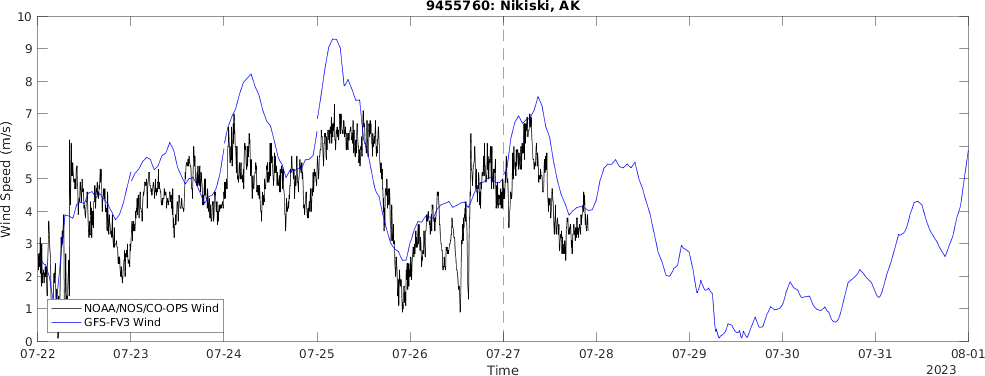 9455760: Nikiski, AK
10
9
8
7
6
5
4
3
2
1
0
Wind Speed (m/s)
NOAA/NOS/CO-OPS Wind
GFS-FV3 Wind
07-22 07-23 07-24 07-25 07-26 07-27 07-28 07-29 07-30 07-31 08-01
Time
2023